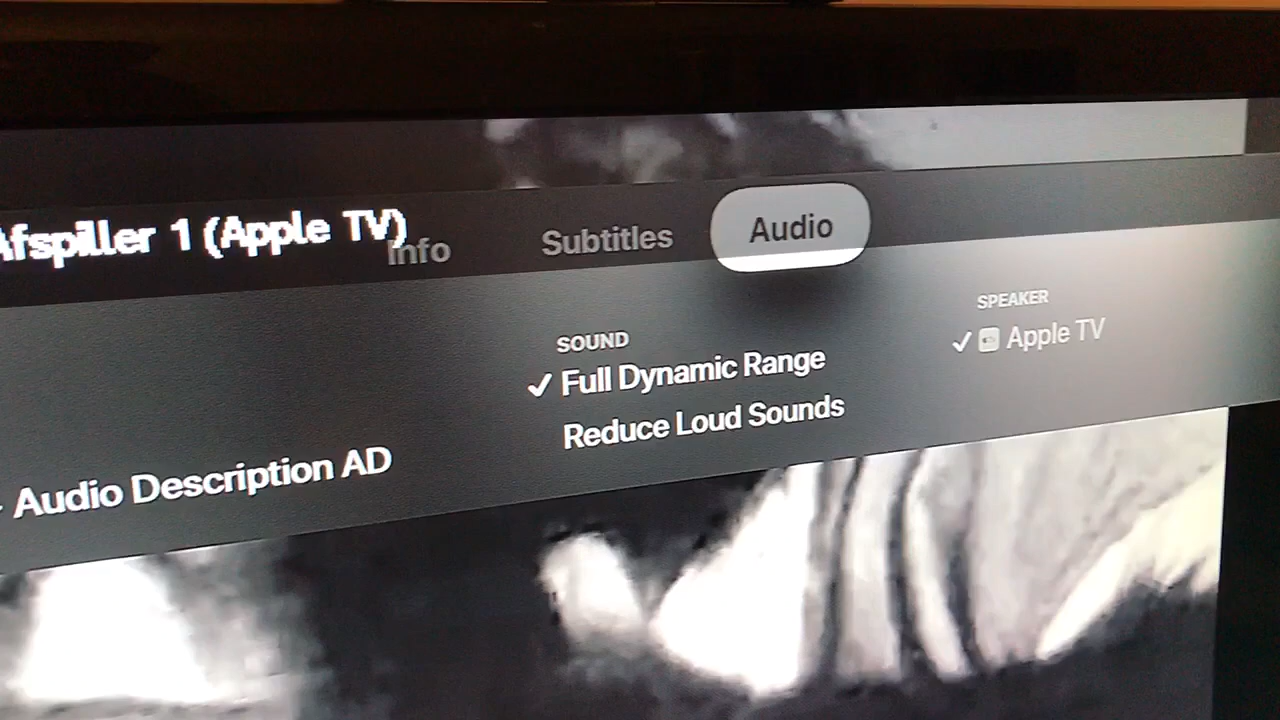 Afspiller 1 (Apple TV)
Info
Subtitles
Audio
SOUND
✓ Full Dynamic Range
Reduce Loud Sounds
SPEAKER
✓ Apple TV
Audio Description AD